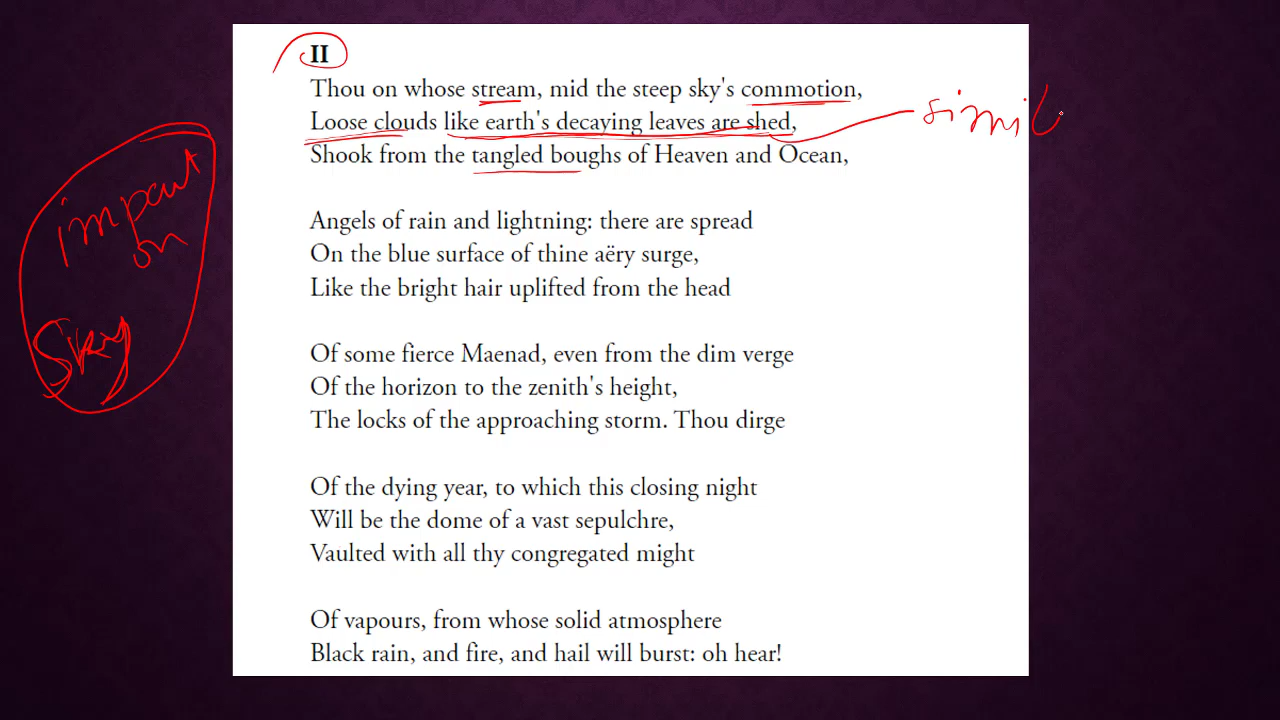 II
Thou on whose stream, mid the steep sky's commotion,
Loose clouds like earth's decaying leaves are shed,
simil
Shook from the tangled boughs of Heaven and Ocean,
impact
on
Sky
Angels of rain and lightning: there are spread
On the blue surface of thine aëry surge,
Like the bright hair uplifted from the head
Of some fierce Maenad, even from the dim verge
Of the horizon to the zenith's height,
The locks of the approaching storm. Thou dirge
Of the dying year, to which this closing night
Will be the dome of a vast sepulchre,
Vaulted with all thy congregated might
Of vapours, from whose solid atmosphere
Black rain, and fire, and hail will burst: oh hear!